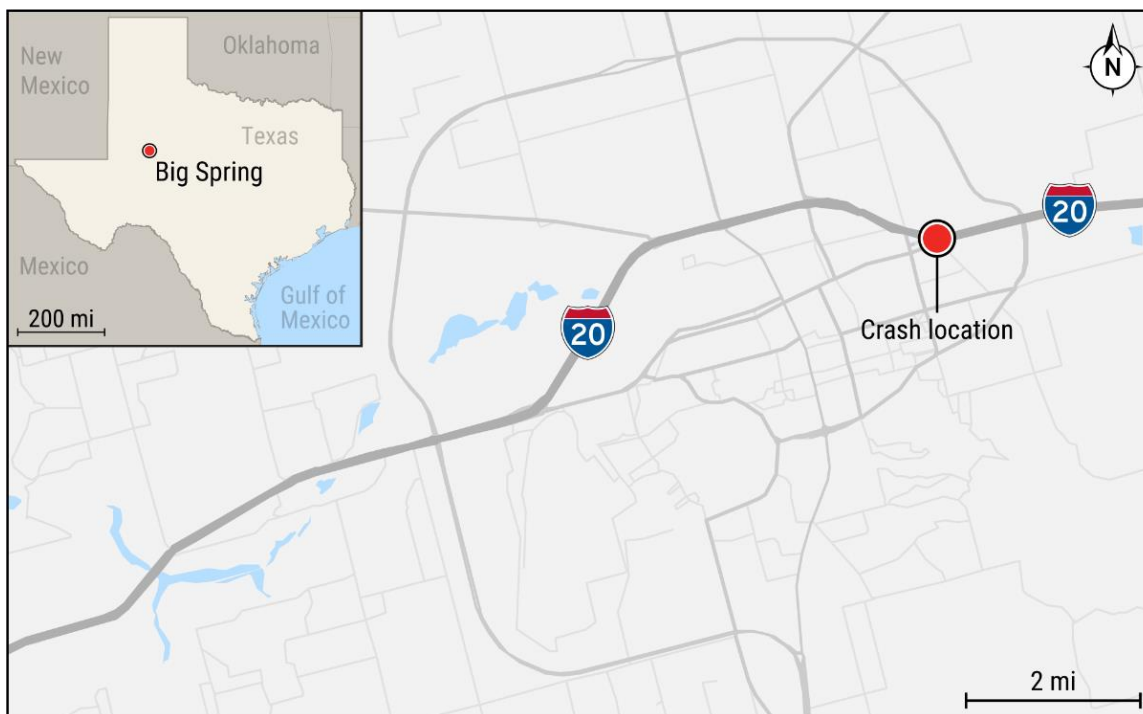 New
Mexico
Oklahoma
Texas
Big Spring
Mexico
200 mi
Gulf of
Mexico
N
20
20
Crash location
2 mi